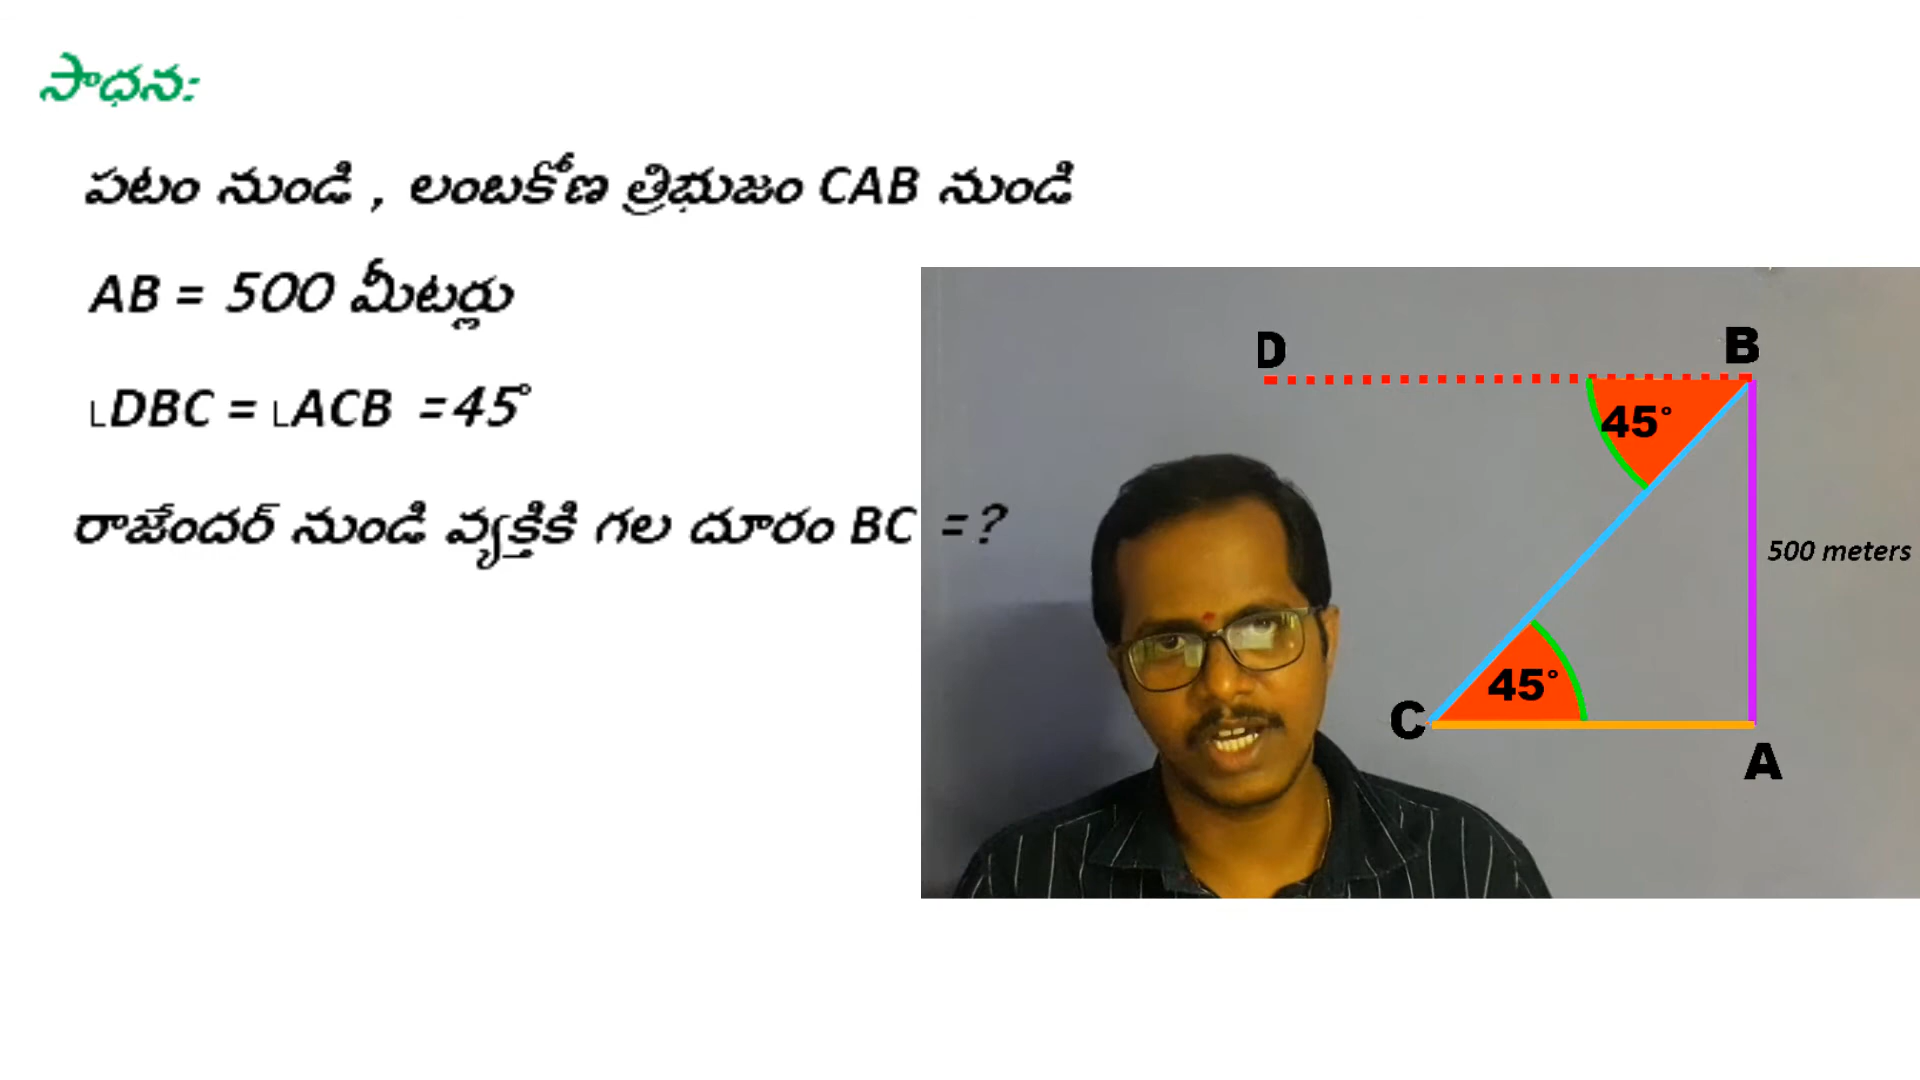 సాధన:
పటం నుండి , లంబకోణ త్రిభుజం CAB నుండి
AB = 500 మీటర్లు
∟DBC = ∟ACB =45°
రాజేందర్ నుండి వ్యక్తికి గల దూరం BC =?
D
B
45°
500 meters
45°
C
A